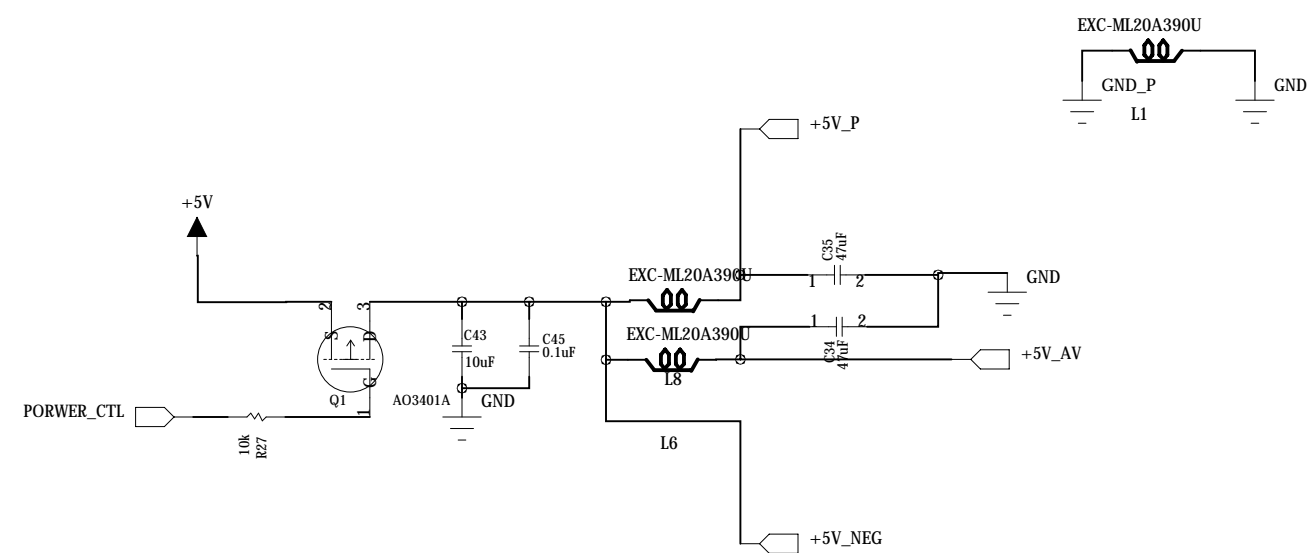 EXC-ML20A390U
GND_P
GND
L1
+5V_P
+5V
C35
47uF
EXC-ML20A390U
1
2
GND
2
3
S
D
G
1
C43
10uF
C45
0.1uF
EXC-ML20A390U
1
2
C34
47uF
+5V_AV
L8
Q1
AO3401A
GND
PORWER_CTL
10k
R27
L6
+5V_NEG